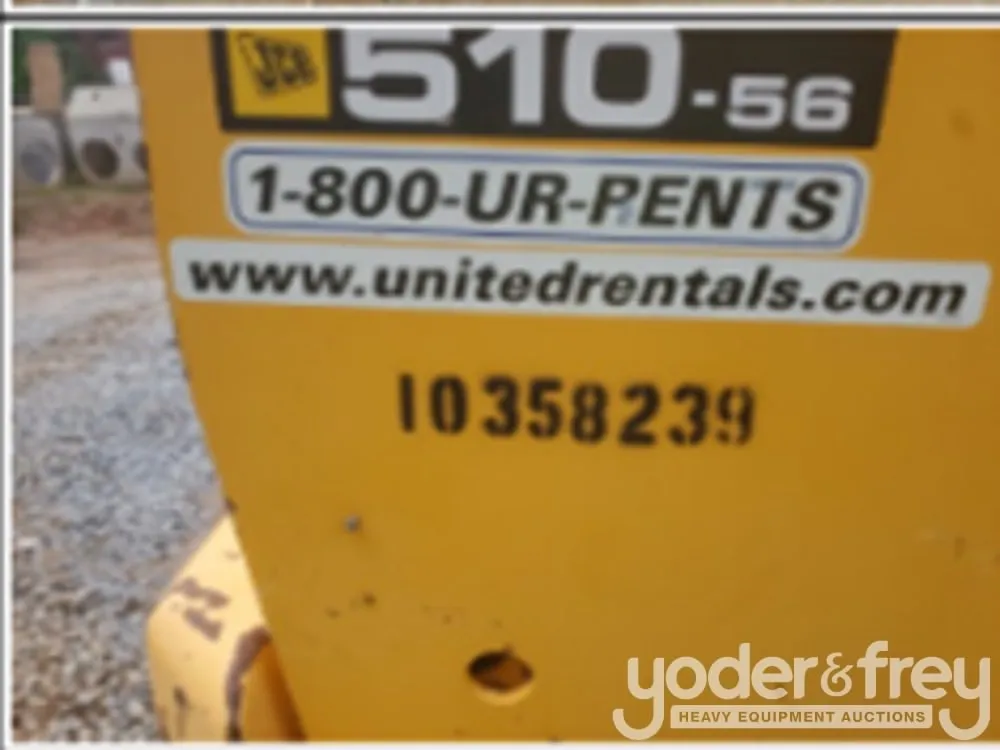 JCB 510-56
1-800-UR-RENTS
www.unitedrentals.com
10358239
yoder&frey
HEAVY EQUIPMENT AUCTIONS